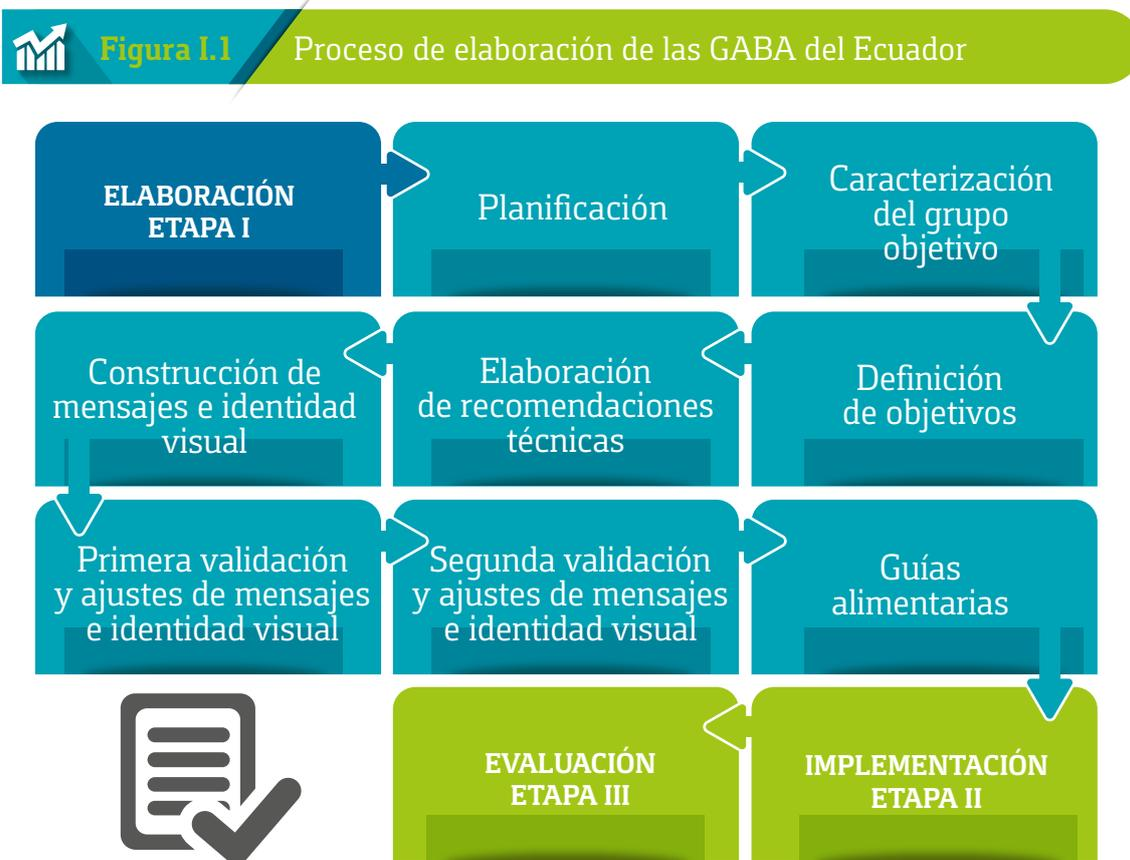 Figura I.1
Proceso de elaboración de las GABA del Ecuador
ELABORACIÓN
ETAPA I
Planificación
Caracterización
del grupo
objetivo
Definición
de objetivos
Elaboración
de recomendaciones
técnicas
Construcción de
mensajes e identidad
visual
Primera validación
y ajustes de mensajes
e identidad visual
Segunda validación
y ajustes de mensajes
e identidad visual
Guías
alimentarias
IMPLEMENTACIÓN
ETAPA II
EVALUACIÓN
ETAPA III